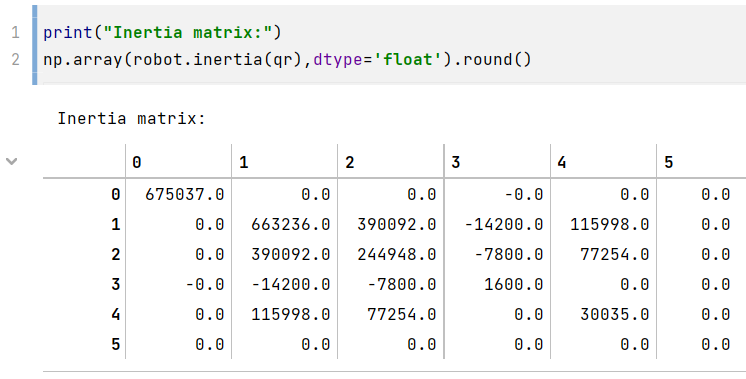 1 print("Inertia matrix:")
2 np.array(robot.inertia(qr),dtype='float').round()
Inertia matrix:
0 1 2 3 4 5
0 675037.0 0.0 0.0 -0.0 0.0 0.0
1 0.0 663236.0 390092.0 -14200.0 115998.0 0.0
2 0.0 390092.0 244948.0 -7800.0 77254.0 0.0
3 -0.0 -14200.0 -7800.0 1600.0 0.0 0.0
4 0.0 115998.0 77254.0 0.0 30035.0 0.0
5 0.0 0.0 0.0 0.0 0.0 0.0